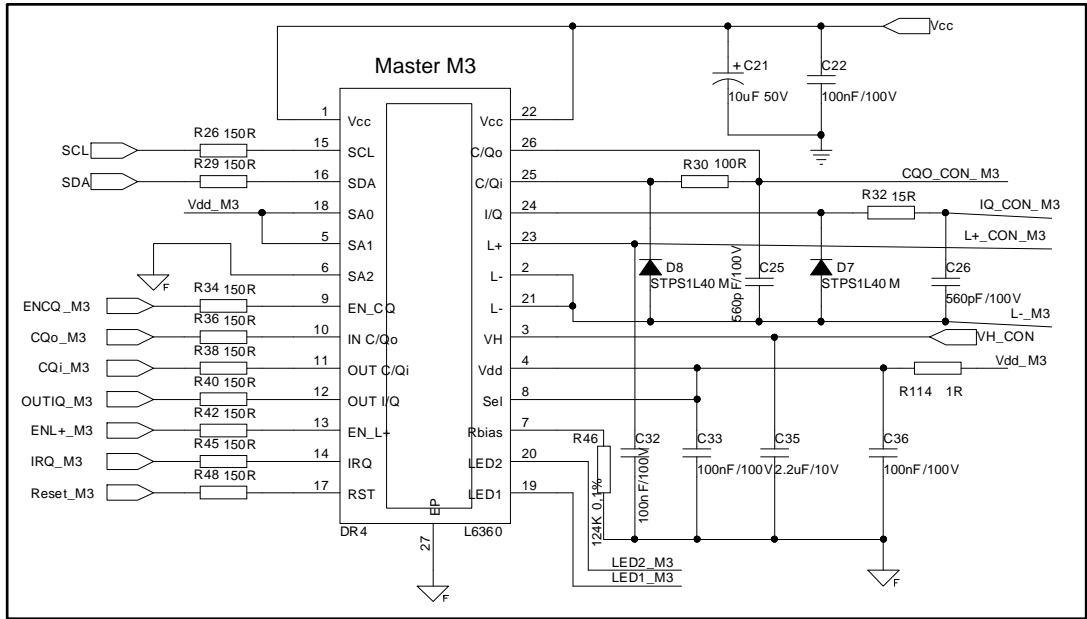 Vcc
Master M3
+ C21
10uF 50V
C22
100nF/100V
1 Vcc
Vcc 22
SCL
R26 150R
15 SCL
C/Qo 26
SDA
R29 150R
16 SDA
C/Qi 25
R30 100R
CQO_CON_M3
Vdd_M3
18 SA0
I/Q 24
R32 15R
IQ_CON_M3
5 SA1
L+ 23
L+_CON_M3
F
6 SA2
L- 2
D8
STPS1L40 M
560pF/100V
C25
D7
STPS1L40 M
C26
560pF/100V
ENCQ_M3
R34 150R
9 EN_CQ
L- 21
L-_M3
CQo_M3
R36 150R
10 IN C/Qo
VH 3
VH_CON
CQi_M3
R38 150R
11 OUT C/Qi
Vdd 4
Vdd_M3
R114 1R
OUTIQ_M3
R40 150R
12 OUT I/Q
Sel 8
ENL+_M3
R42 150R
13 EN_L+
Rbias 7
R46
124K 0,1%
C32
100nF/100V
C33
100nF/100V
C35
2.2uF/10V
C36
100nF/100V
IRQ_M3
R45 150R
14 IRQ
LED2 20
Reset_M3
R48 150R
17 RST
LED1 19
EP
DR4
27
L6360
LED2_M3
LED1_M3
F
F